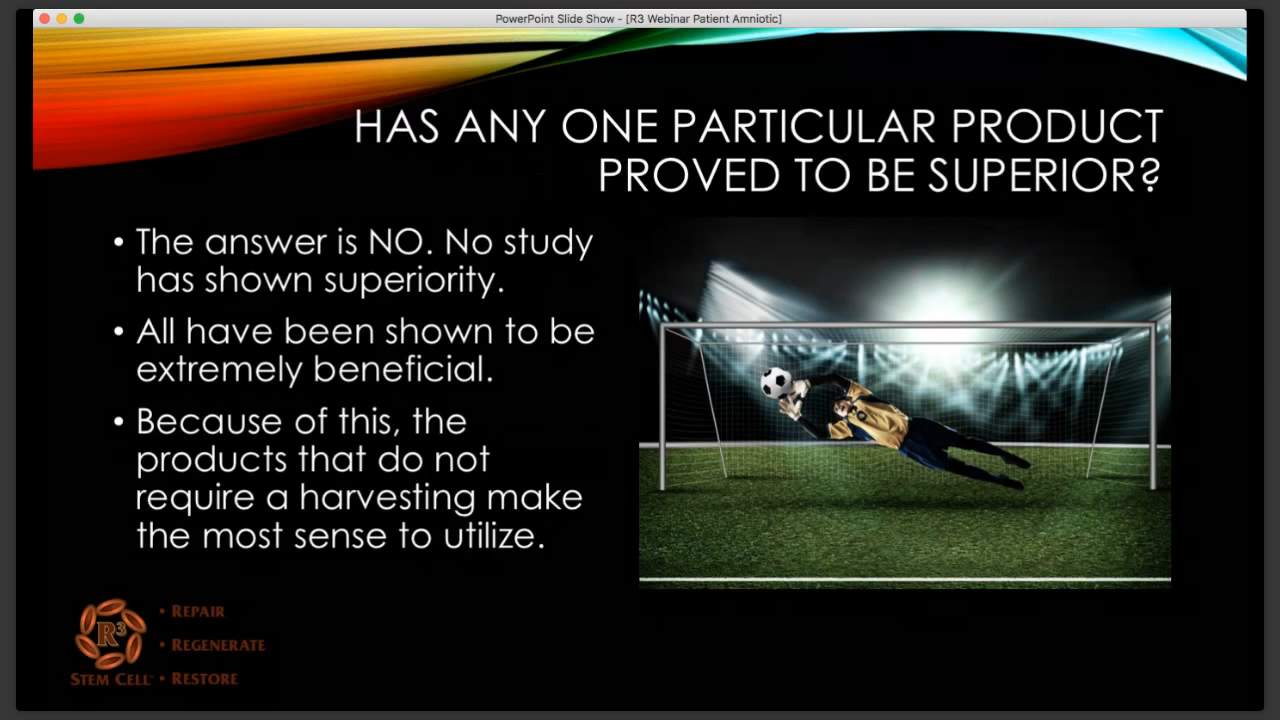 PowerPoint Slide Show - [R3 Webinar Patient Amniotic]
HAS ANY ONE PARTICULAR PRODUCT
PROVED TO BE SUPERIOR?
• The answer is NO. No study
has shown superiority.
• All have been shown to be
extremely beneficial.
• Because of this, the
products that do not
require a harvesting make
the most sense to utilize.
R³
STEM CELL™
• REPAIR
• REGENERATE
• RESTORE